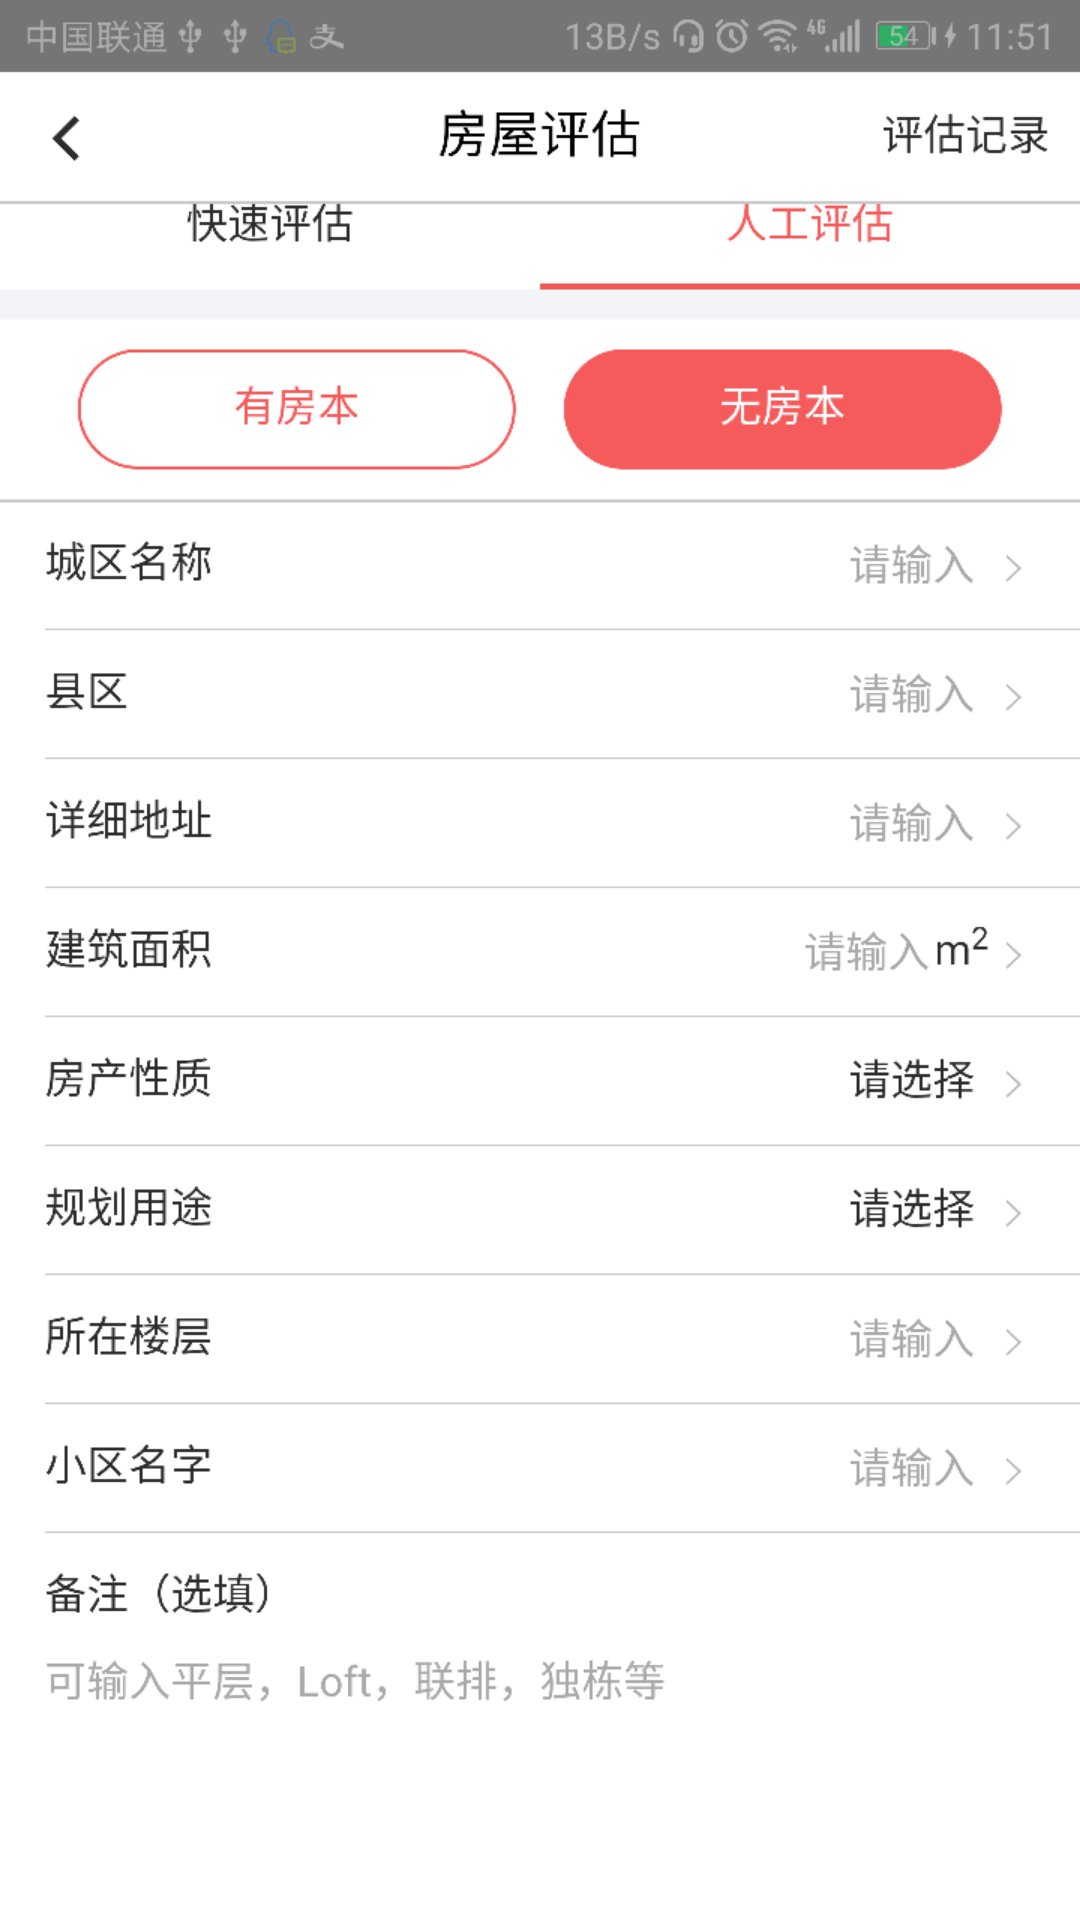 中国联通 13B/s 4G 54 11:51
房屋评估 评估记录
快速评估 人工评估
有房本 无房本
城区名称 请输入
县区 请输入
详细地址 请输入
建筑面积 请输入m²
房产性质 请选择
规划用途 请选择
所在楼层 请输入
小区名字 请输入
备注（选填）
可输入平层，Loft，联排，独栋等